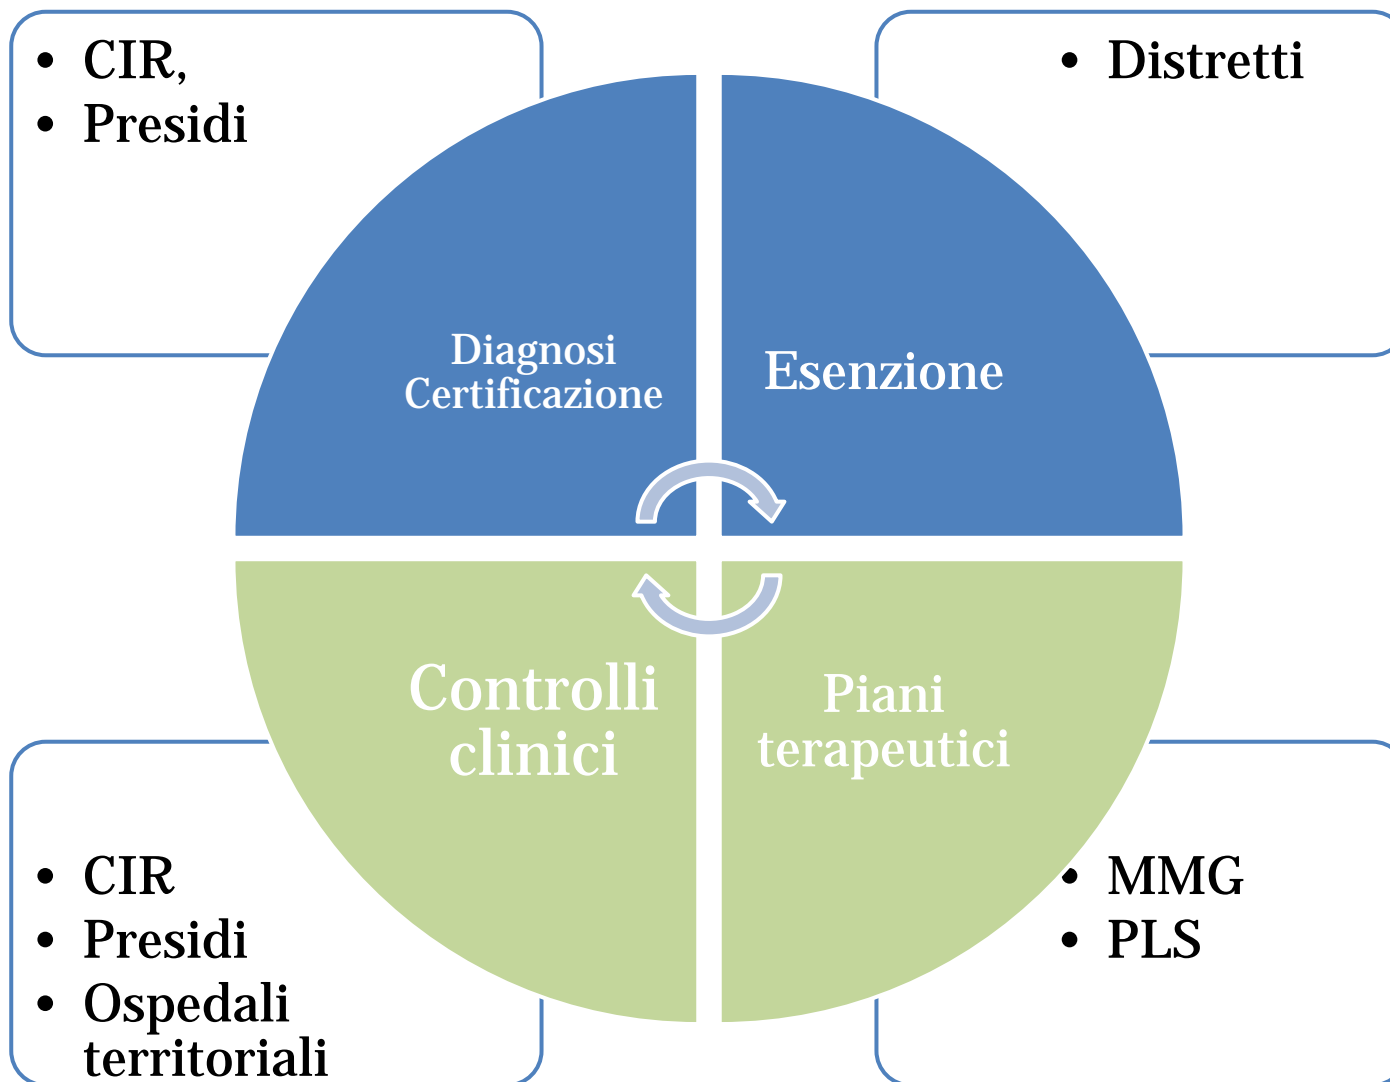 • CIR,
• Presidi
• Distretti
Diagnosi
Certificazione
Esenzione
Controlli
clinici
Piani
terapeutici
• CIR
• Presidi
• Ospedali
territoriali
• MMG
• PLS